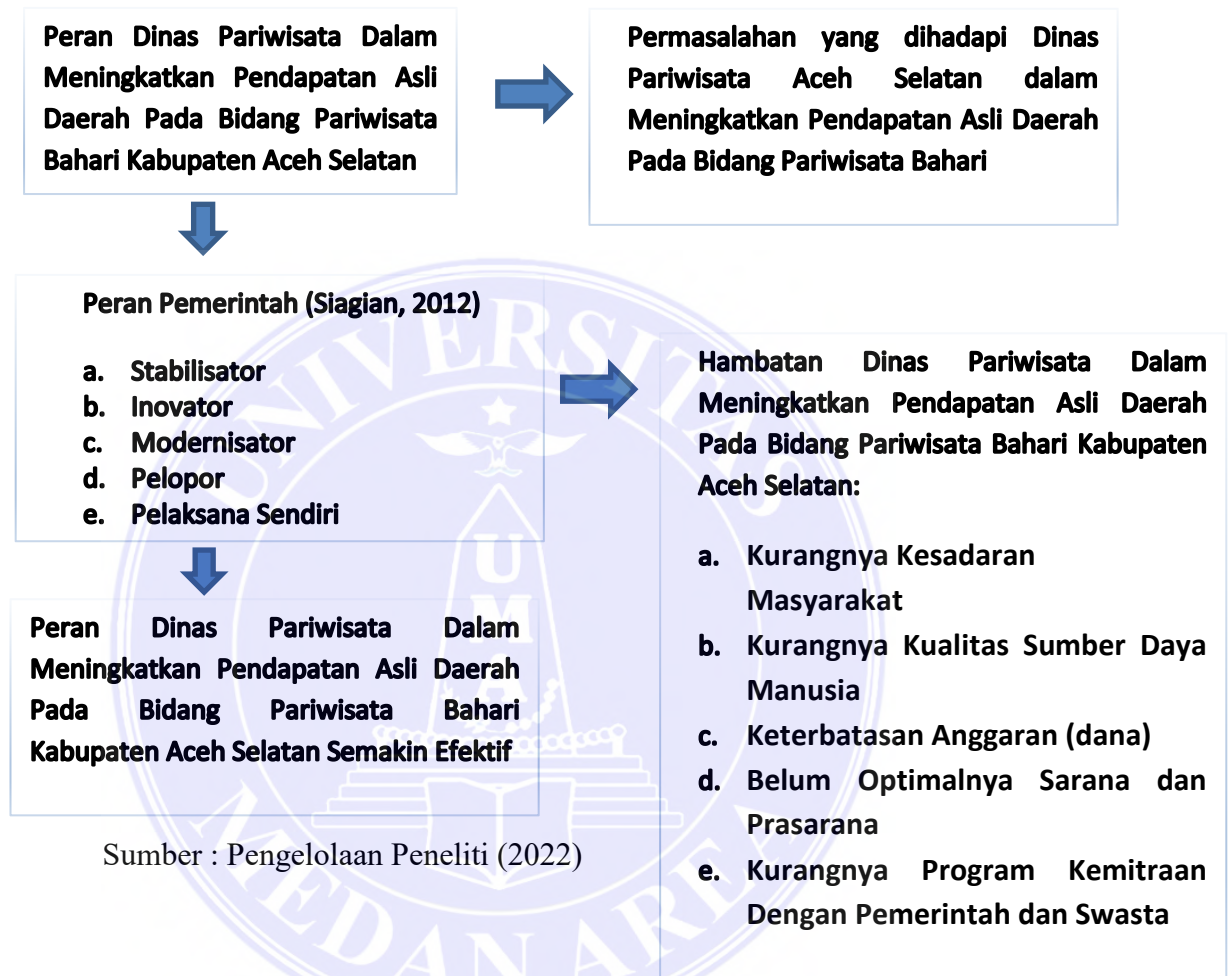 Peran Dinas Pariwisata Dalam
Meningkatkan Pendapatan Asli
Daerah Pada Bidang Pariwisata
Bahari Kabupaten Aceh Selatan
Permasalahan yang dihadapi Dinas
Pariwisata Aceh Selatan dalam
Meningkatkan Pendapatan Asli Daerah
Pada Bidang Pariwisata Bahari
Peran Pemerintah (Siagian, 2012)
a. Stabilisator
b. Inovator
c. Modernisator
d. Pelopor
e. Pelaksana Sendiri
Hambatan Dinas Pariwisata Dalam
Meningkatkan Pendapatan Asli Daerah
Pada Bidang Pariwisata Bahari Kabupaten
Aceh Selatan:
a. Kurangnya Kesadaran
Masyarakat
b. Kurangnya Kualitas Sumber Daya
Manusia
c. Keterbatasan Anggaran (dana)
d. Belum Optimalnya Sarana dan
Prasarana
e. Kurangnya Program Kemitraan
Dengan Pemerintah dan Swasta
Peran Dinas Pariwisata Dalam
Meningkatkan Pendapatan Asli Daerah
Pada Bidang Pariwisata Bahari
Kabupaten Aceh Selatan Semakin Efektif
Sumber : Pengelolaan Peneliti (2022)
UNIVERSITAS
MEDAN AREA
UMA